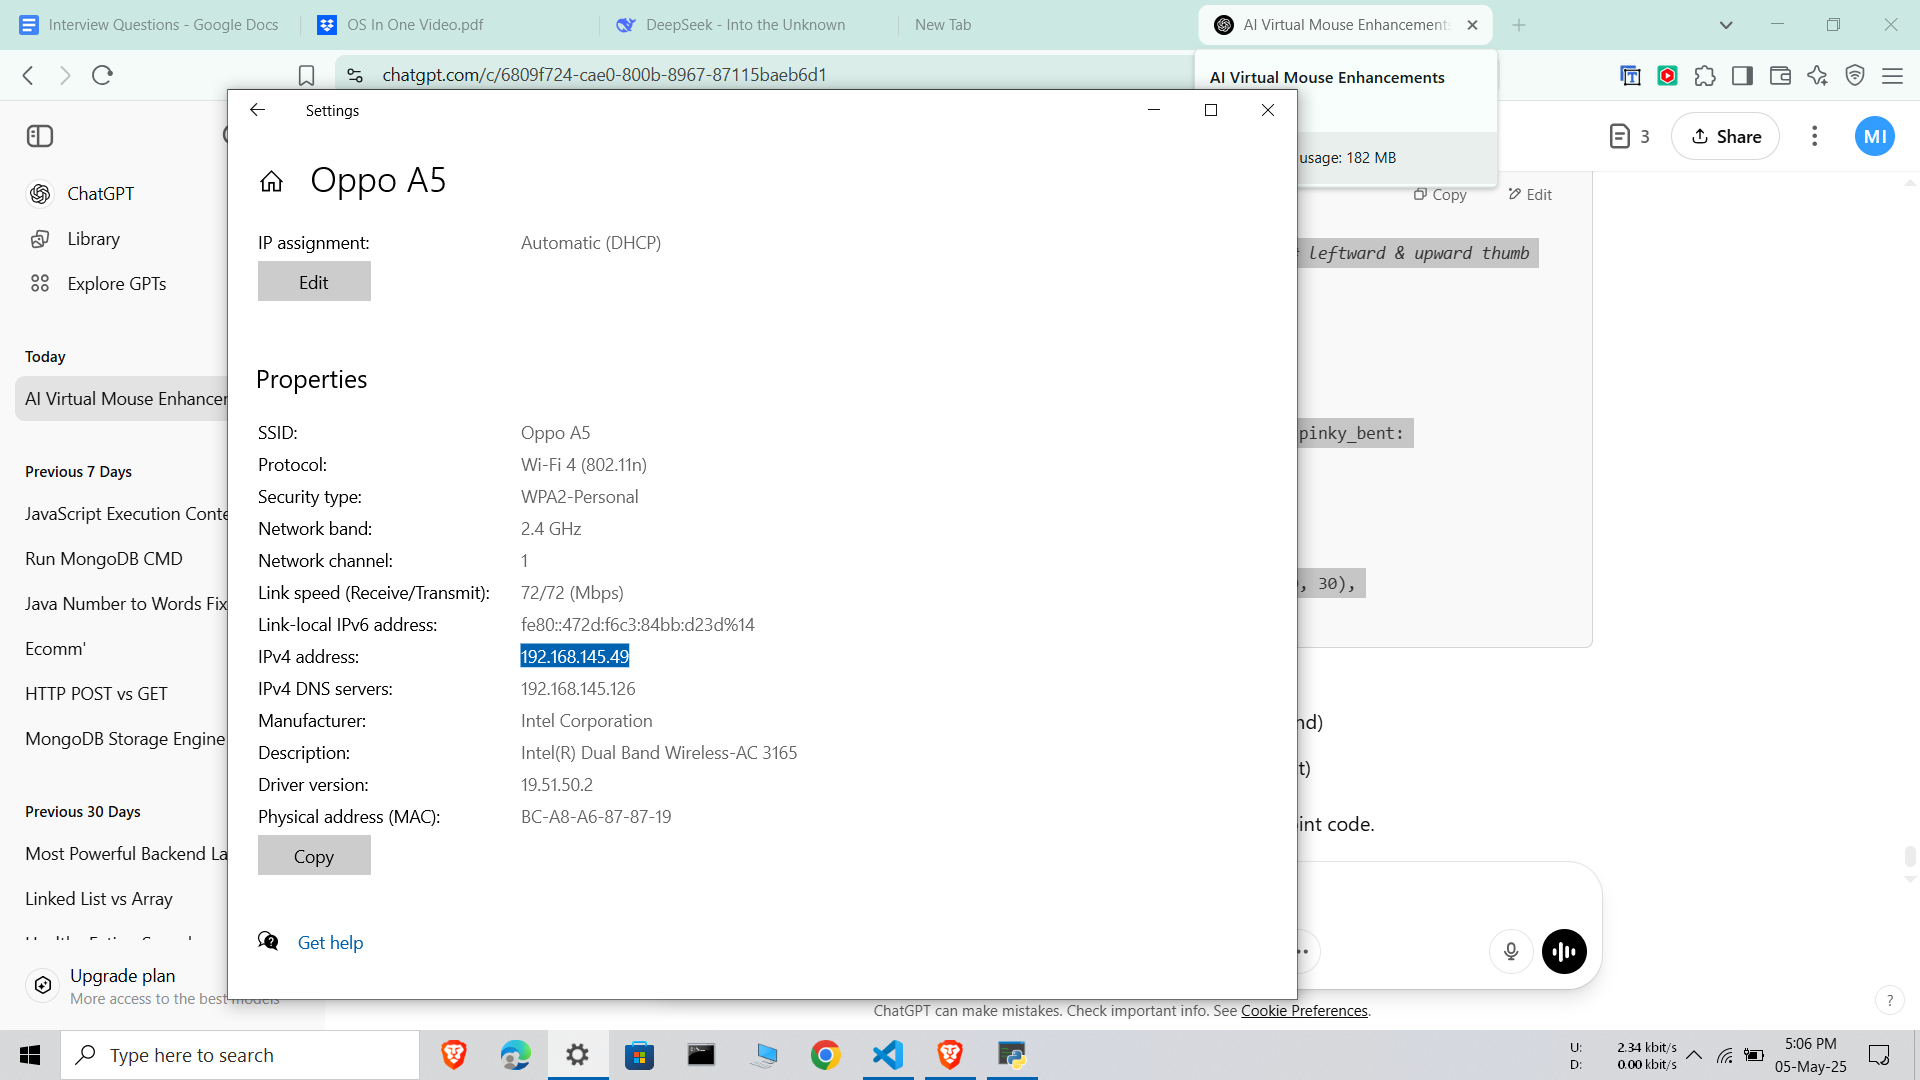 Interview Questions - Google Docs
OS In One Video.pdf
DeepSeek - Into the Unknown
New Tab
AI Virtual Mouse Enhancements
chatgpt.com/c/6809f724-cae0-800b-8967-87115baeb6d1
AI Virtual Mouse Enhancements
usage: 182 MB
3
Share
MI
ChatGPT
Library
Explore GPTs
Today
AI Virtual Mouse Enhancer
Previous 7 Days
JavaScript Execution Conte
Run MongoDB CMD
Java Number to Words Fix
Ecomm'
HTTP POST vs GET
MongoDB Storage Engine
Previous 30 Days
Most Powerful Backend La
Linked List vs Array
Upgrade plan
More access to the best models
Settings
Oppo A5
IP assignment: Automatic (DHCP)
Edit
Properties
SSID: Oppo A5
Protocol: Wi-Fi 4 (802.11n)
Security type: WPA2-Personal
Network band: 2.4 GHz
Network channel: 1
Link speed (Receive/Transmit): 72/72 (Mbps)
Link-local IPv6 address: fe80::472d:f6c3:84bb:d23d%14
IPv4 address: 192.168.145.49
IPv4 DNS servers: 192.168.145.126
Manufacturer: Intel Corporation
Description: Intel(R) Dual Band Wireless-AC 3165
Driver version: 19.51.50.2
Physical address (MAC): BC-A8-A6-87-87-19
Copy
Get help
Copy Edit
leftward & upward thumb
pinky_bent:
, 30),
nd)
t)
int code.
ChatGPT can make mistakes. Check important info. See Cookie Preferences.
?
Type here to search
U: 2.34 kbit/s
D: 0.00 kbit/s
5:06 PM
05-May-25